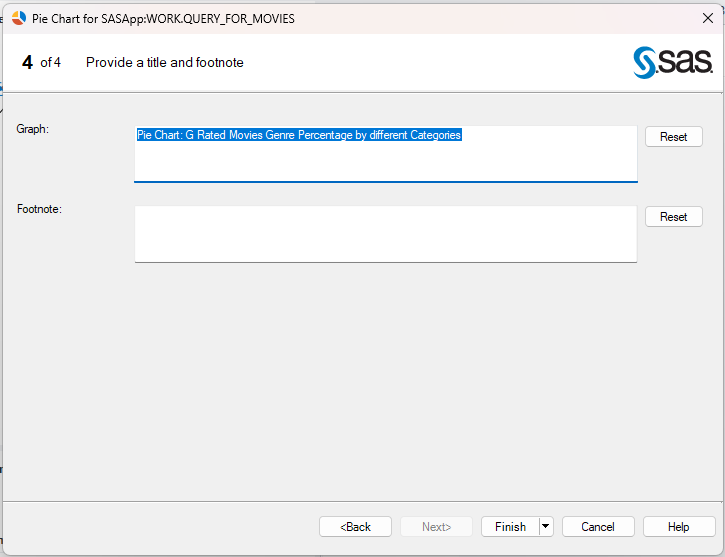 Pie Chart for SASApp:WORK.QUERY_FOR_MOVIES
4 of 4 Provide a title and footnote
sas
Graph:
Pie Chart: G Rated Movies Genre Percentage by different Categories
Reset
Footnote:
Reset
<Back
Next>
Finish
Cancel
Help